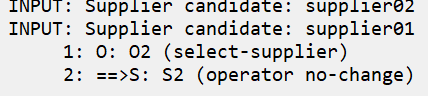 INPUT: Supplier candidate: supplier02
INPUT: Supplier candidate: supplier01
1: O: O2 (select-supplier)
2: ==>S: S2 (operator no-change)